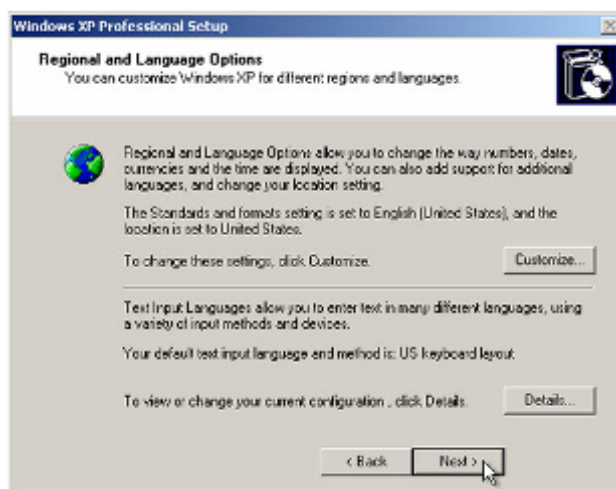 Windows XP Professional Setup
Regional and Language Options
You can customize Windows XP for different regions and languages.
Regional and Language Options allow you to change the way numbers, dates,
currencies and the time are displayed. You can also add support for additional
languages, and change your location setting.
The Standards and formats setting is set to English (United States), and the
location is set to United States.
To change these settings, click Customize.
Customize...
Text Input Languages allow you to enter text in many different languages, using
a variety of input methods and devices.
Your default text input language and method is: US keyboard layout
To view or change your current configuration , click Details.
Details...
< Back
Next >